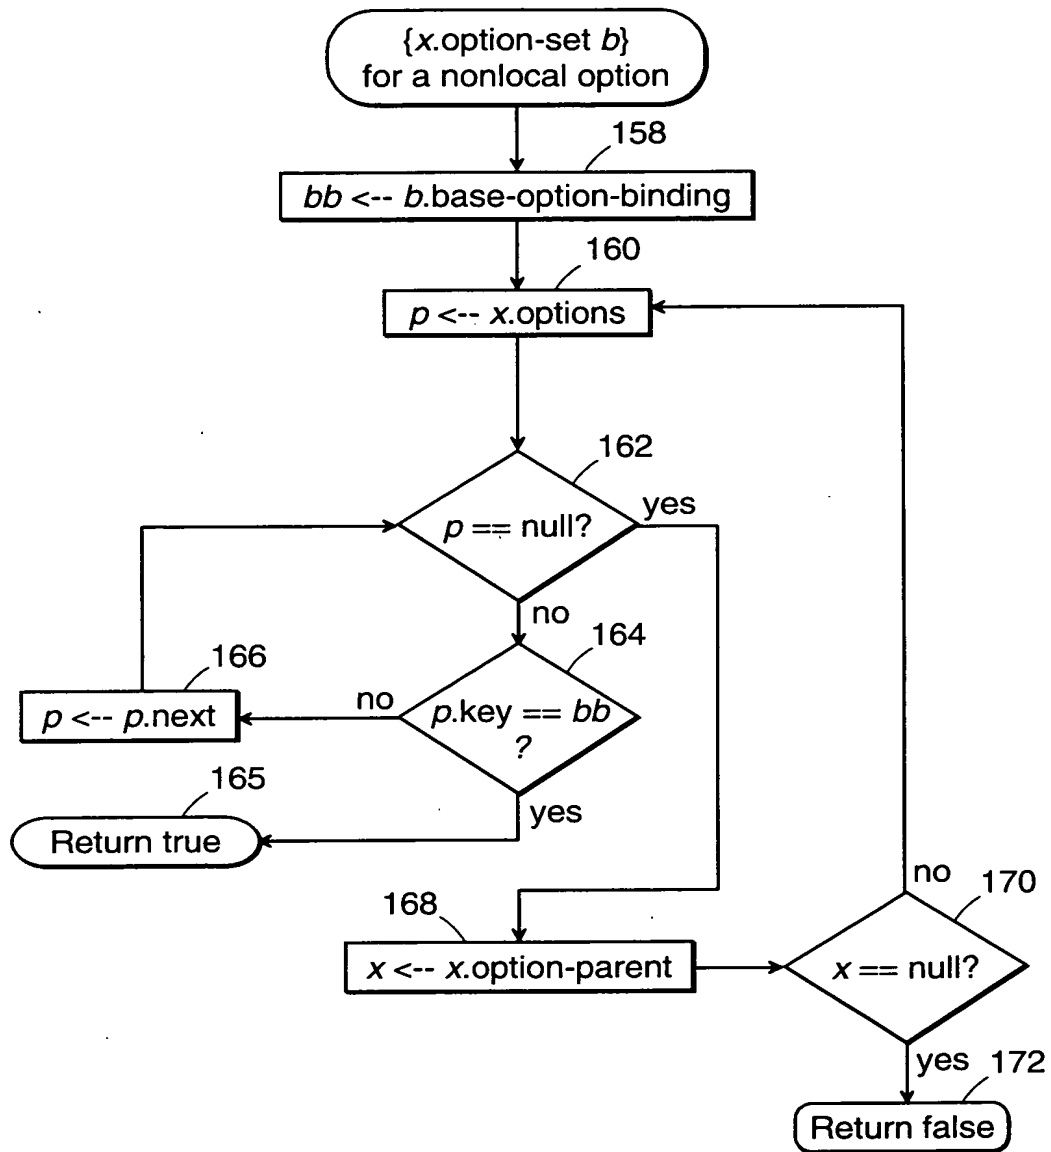 {x.option-set b}
for a nonlocal option
158
bb <-- b.base-option-binding
160
p <-- x.options
162
p == null?
yes
no
164
p.key == bb
?
no
166
p <-- p.next
165
Return true
yes
168
x <-- x.option-parent
no
170
x == null?
yes
172
Return false